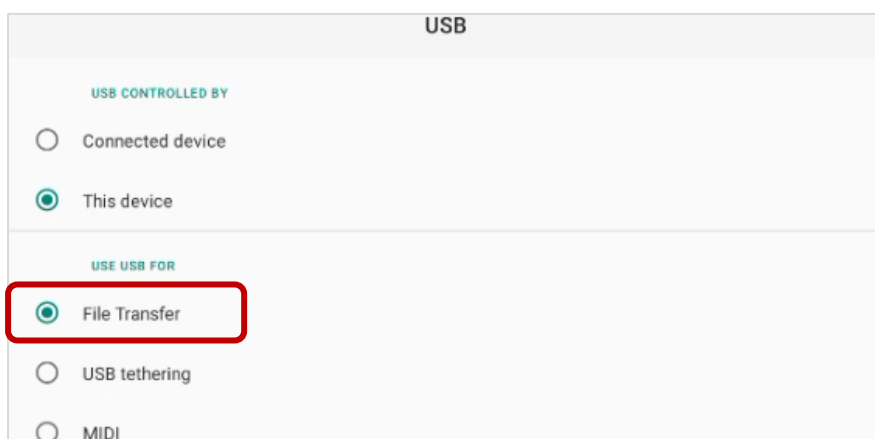 USB
USB CONTROLLED BY
Connected device
This device
USE USB FOR
File Transfer
USB tethering
MIDI